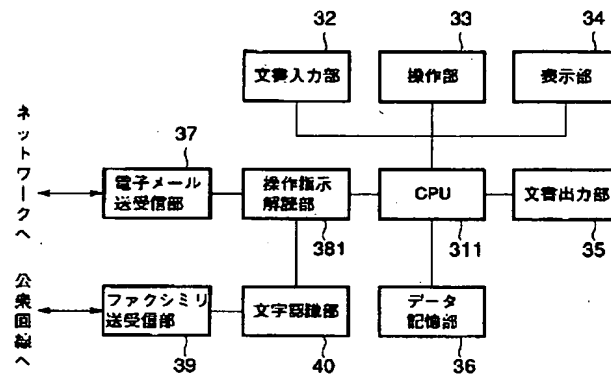 32
33
34
文書入力部
操作部
表示部
ネットワークへ
37
電子メール
送受信部
操作指示
解読部
CPU
文書出力部
381
311
35
公衆回線へ
ファクシミリ
送受信部
文字認識部
データ
記憶部
39
40
36